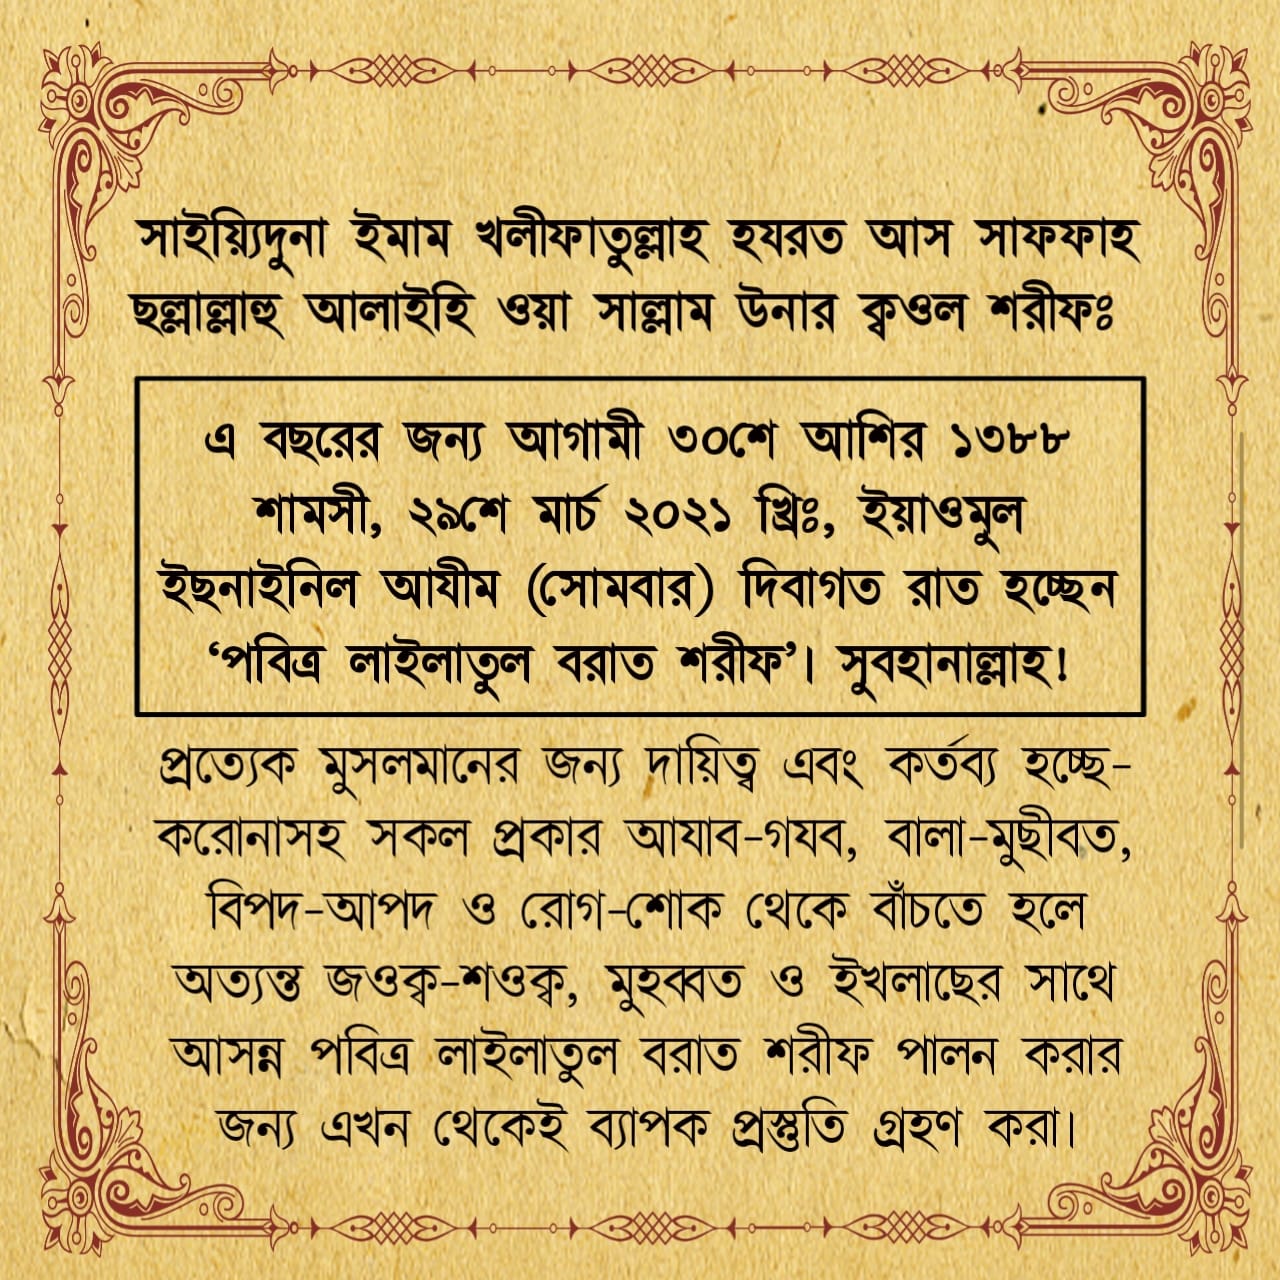 সাইয়্যিদুনা ইমাম খলীফাতুল্লাহ হযরত আস সাফফাহ
ছল্লাল্লাহু আলাইহি ওয়া সাল্লাম উনার ক্বওল শরীফঃ
এ বছরের জন্য আগামী ৩০শে আশির ১৩৮৮
শামসী, ২৯শে মার্চ ২০২১ খ্রিঃ, ইয়াওমুল
ইছনাইনিল আযীম (সোমবার) দিবাগত রাত হচ্ছেন
‘পবিত্র লাইলাতুল বরাত শরীফ’। সুবহানাল্লাহ!
প্রত্যেক মুসলমানের জন্য দায়িত্ব এবং কর্তব্য হচ্ছে-
করোনাসহ সকল প্রকার আযাব-গযব, বালা-মুছীবত,
বিপদ-আপদ ও রোগ-শোক থেকে বাঁচতে হলে
অত্যন্ত জওক্ব-শওক্ব, মুহব্বত ও ইখলাছের সাথে
আসন্ন পবিত্র লাইলাতুল বরাত শরীফ পালন করার
জন্য এখন থেকেই ব্যাপক প্রস্তুতি গ্রহণ করা।